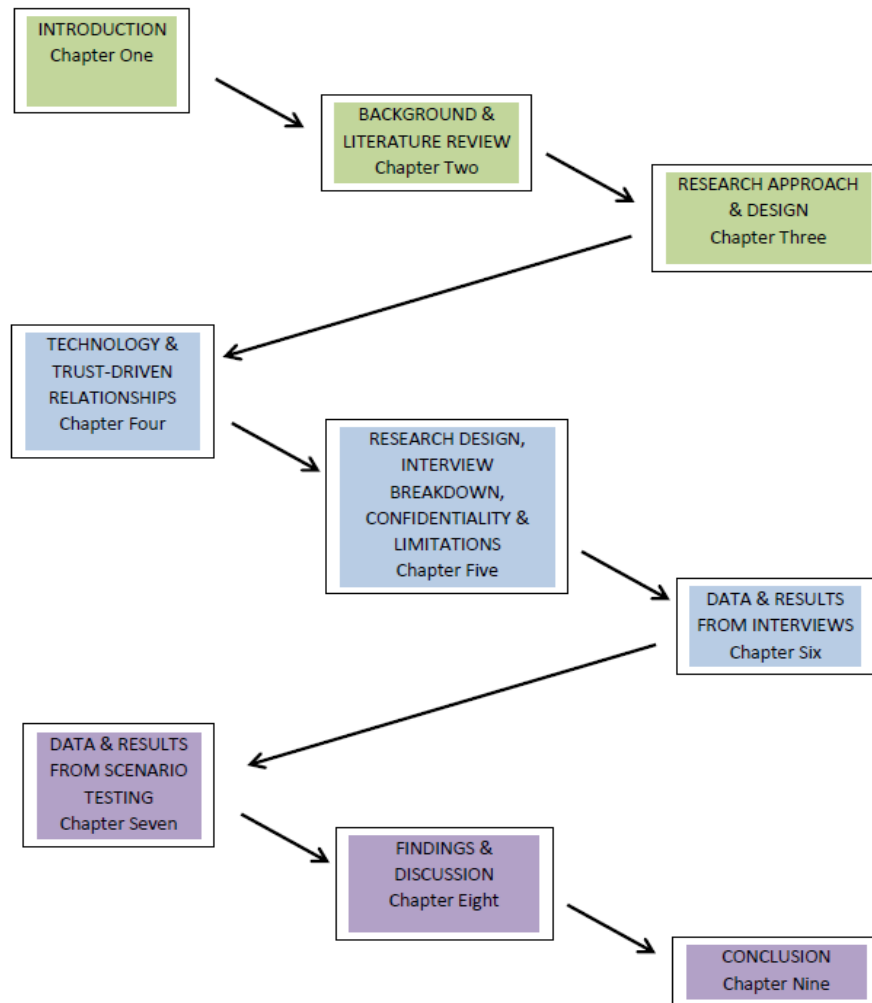 INTRODUCTION
Chapter One
BACKGROUND &
LITERATURE REVIEW
Chapter Two
RESEARCH APPROACH
& DESIGN
Chapter Three
TECHNOLOGY &
TRUST-DRIVEN
RELATIONSHIPS
Chapter Four
RESEARCH DESIGN,
INTERVIEW
BREAKDOWN,
CONFIDENTIALITY &
LIMITATIONS
Chapter Five
DATA & RESULTS
FROM INTERVIEWS
Chapter Six
DATA & RESULTS
FROM SCENARIO
TESTING
Chapter Seven
FINDINGS &
DISCUSSION
Chapter Eight
CONCLUSION
Chapter Nine